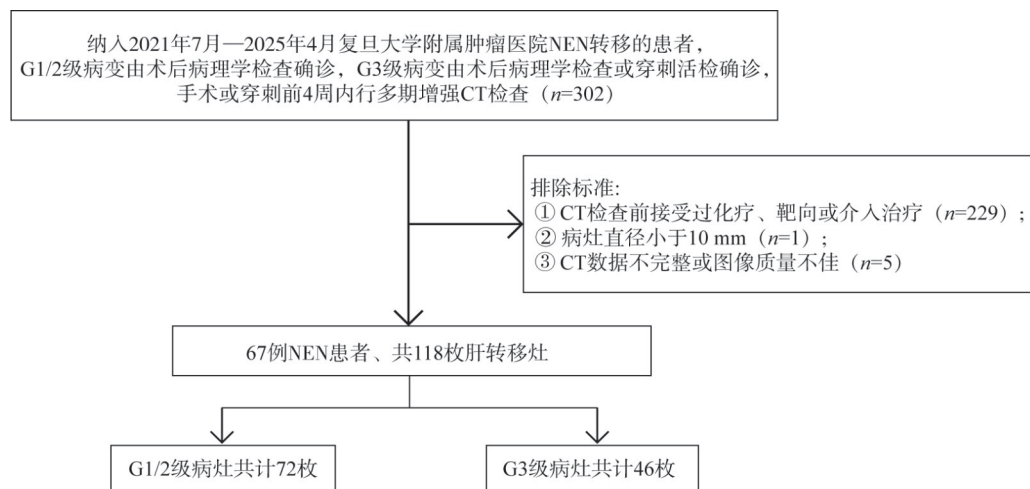 纳入2021年7月—2025年4月复旦大学附属肿瘤医院NEN转移的患者，
G1/2级病变由术后病理学检查确诊，G3级病变由术后病理学检查或穿刺活检确诊，
手术或穿刺前4周内行多期增强CT检查（n=302）
排除标准:
① CT检查前接受过化疗、靶向或介入治疗（n=229）;
② 病灶直径小于10 mm（n=1）;
③ CT数据不完整或图像质量不佳（n=5）
67例NEN患者、共118枚肝转移灶
G1/2级病灶共计72枚
G3级病灶共计46枚